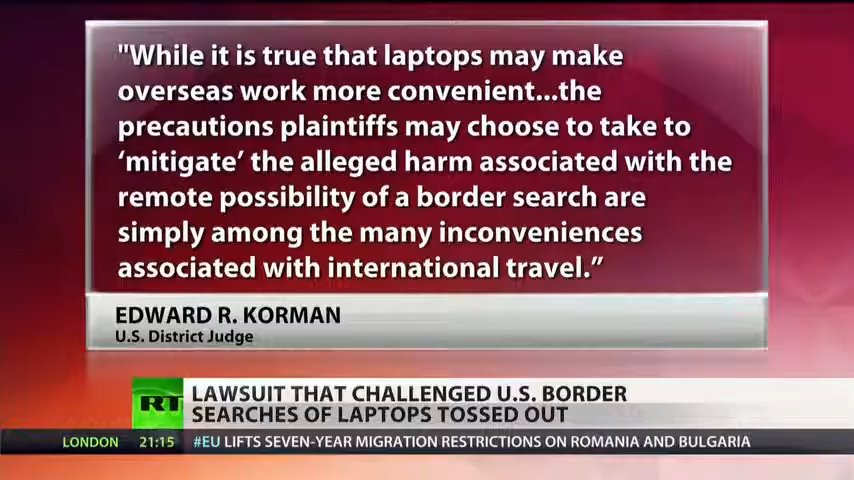 "While it is true that laptops may make
overseas work more convenient...the
precautions plaintiffs may choose to take to
‘mitigate’ the alleged harm associated with the
remote possibility of a border search are
simply among the many inconveniences
associated with international travel.”
EDWARD R. KORMAN
U.S. District Judge
RT
LAWSUIT THAT CHALLENGED U.S. BORDER
SEARCHES OF LAPTOPS TOSSED OUT
LONDON 21:15 #EU LIFTS SEVEN-YEAR MIGRATION RESTRICTIONS ON ROMANIA AND BULGARIA